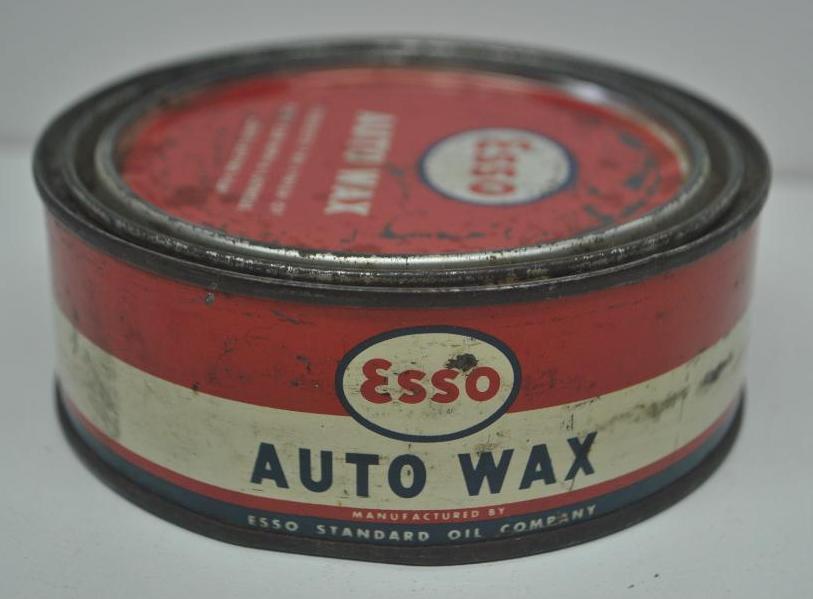 Esso
AUTO WAX
Esso
AUTO WAX
MANUFACTURED BY
ESSO STANDARD OIL COMPANY